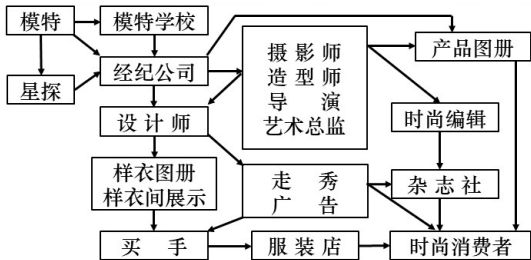 模特
模特学校
星探
经纪公司
摄影师
造型师
导 演
艺术总监
产品图册
设计师
时尚编辑
样衣图册
样衣间展示
走 秀
广 告
杂志社
买 手
服装店
时尚消费者